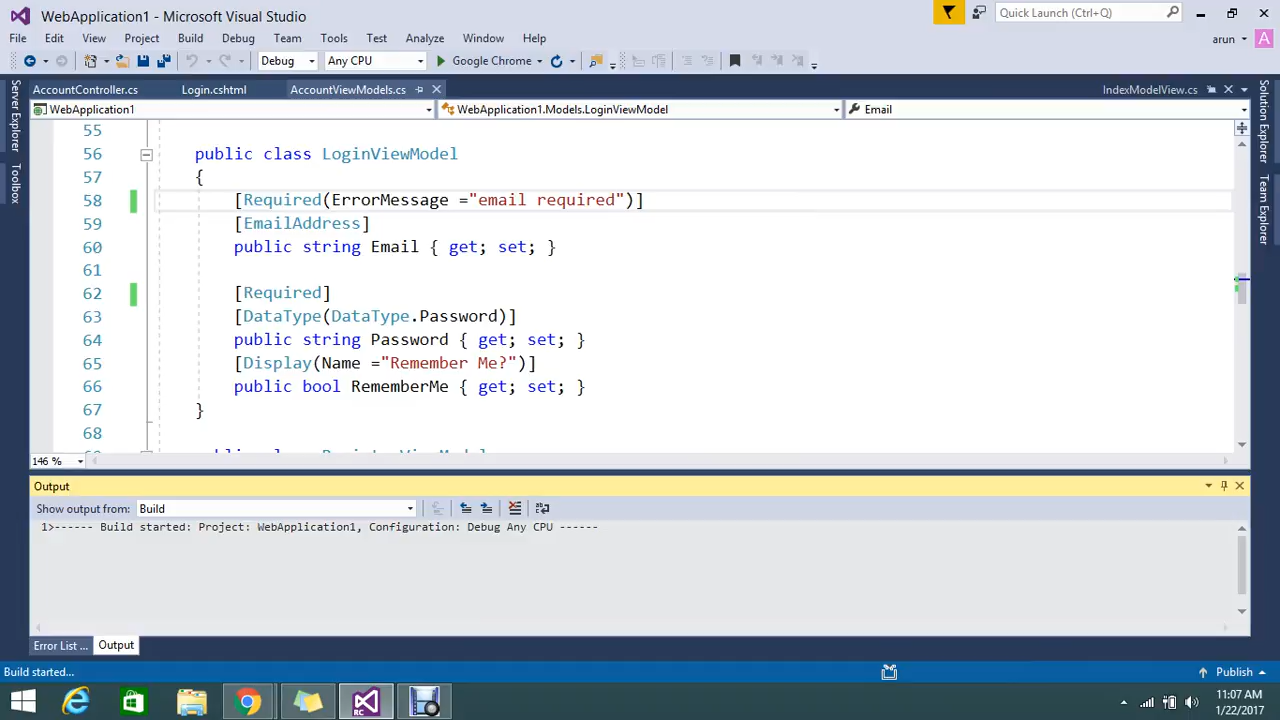 WebApplication1 - Microsoft Visual Studio
Quick Launch (Ctrl+Q)
File Edit View Project Build Debug Team Tools Test Analyze Window Help
arun A
Debug Any CPU Google Chrome
AccountController.cs Login.cshtml AccountViewModels.cs IndexModelView.cs
WebApplication1 WebApplication1.Models.LoginViewModel Email
Server Explorer
Toolbox
Solution Explorer
Team Explorer
55
56 public class LoginViewModel
57 {
58 [Required(ErrorMessage ="email required")]
59 [EmailAddress]
60 public string Email { get; set; }
61
62 [Required]
63 [DataType(DataType.Password)]
64 public string Password { get; set; }
65 [Display(Name ="Remember Me?")]
66 public bool RememberMe { get; set; }
67 }
68
146 %
Output
Show output from: Build
1>------ Build started: Project: WebApplication1, Configuration: Debug Any CPU ------
Error List ... Output
Build started... Publish
RC
11:07 AM
1/22/2017